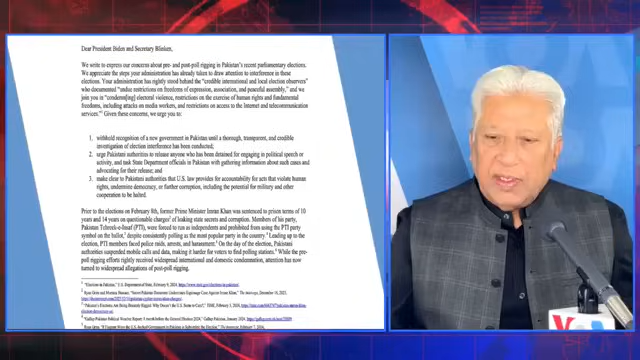 Dear President Biden and Secretary Blinken,
We write to express our concerns about pre- and post-poll rigging in Pakistan's recent parliamentary elections.
We appreciate the steps your administration has already taken to draw attention to interference in these
elections. Your administration has rightly stood behind the "credible international and local election observers"
who documented "undue restrictions on freedoms of expression, association, and peaceful assembly," and we
join you in "condemn[ing] electoral violence, restrictions on the exercise of human rights and fundamental
freedoms, including attacks on media workers, and restrictions on access to the Internet and telecommunication
services." Given these concerns, we urge you to:
1. withhold recognition of a new government in Pakistan until a thorough, transparent, and credible
investigation of election interference has been conducted;
2. urge Pakistani authorities to release anyone who has been detained for engaging in political speech or
activity, and task State Department officials in Pakistan with gathering information about such cases and
advocating for their release; and
3. make clear to Pakistani authorities that U.S. law provides for accountability for acts that violate human
rights, undermine democracy, or further corruption, including the potential for military and other
cooperation to be halted.
Prior to the elections on February 8th, former Prime Minister Imran Khan was sentenced to prison terms of 10
years and 14 years on questionable charges of leaking state secrets and corruption. Members of his party,
Pakistan Tehreek-e-Insaf (PTI), were forced to run as independents and prohibited from using the PTI party
symbol on the ballot, despite consistently polling as the most popular party in the country. Leading up to the
election, PTI members faced police raids, arrests, and harassment. On the day of the election, Pakistani
authorities suspended mobile calls and data, making it harder for voters to find polling stations. While the pre-
poll rigging efforts rightly received widespread international and domestic condemnation, attention has now
turned to widespread allegations of post-poll rigging.
"Elections in Pakistan," U.S. Department of State, February 9, 2024,